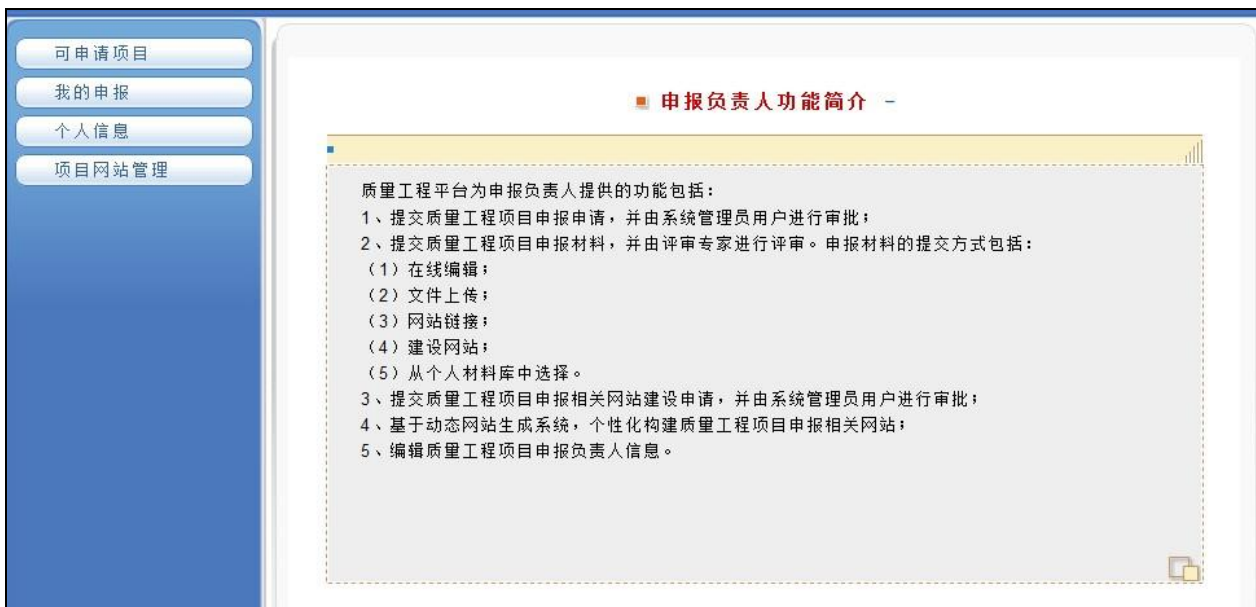 可申请项目
我的申报
个人信息
项目网站管理
申报负责人功能简介 -
质量工程平台为申报负责人提供的功能包括:
1、提交质量工程项目申报申请,并由系统管理员用户进行审批;
2、提交质量工程项目申报材料,并由评审专家进行评审。申报材料的提交方式包括:
(1)在线编辑;
(2)文件上传;
(3)网站链接;
(4)建设网站;
(5)从个人材料库中选择。
3、提交质量工程项目申报相关网站建设申请,并由系统管理员用户进行审批;
4、基于动态网站生成系统,个性化构建质量工程项目申报相关网站;
5、编辑质量工程项目申报负责人信息。